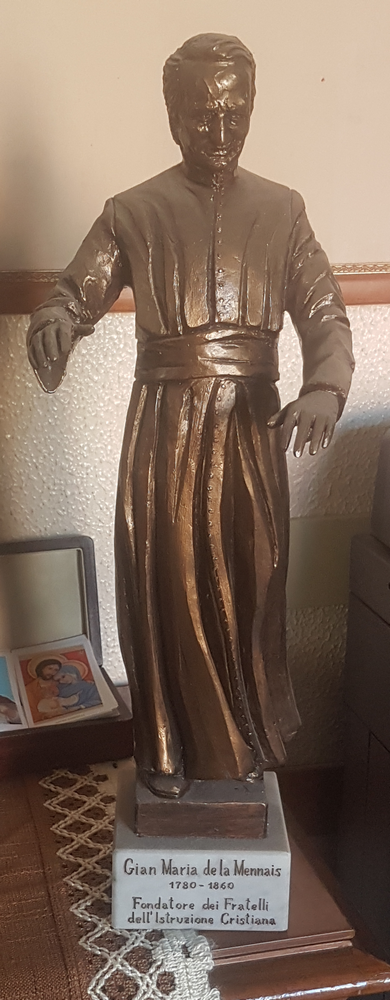 Gian Maria de la Mennais
1780-1860
Fondatore dei Fratelli
dell'Istruzione Cristiana